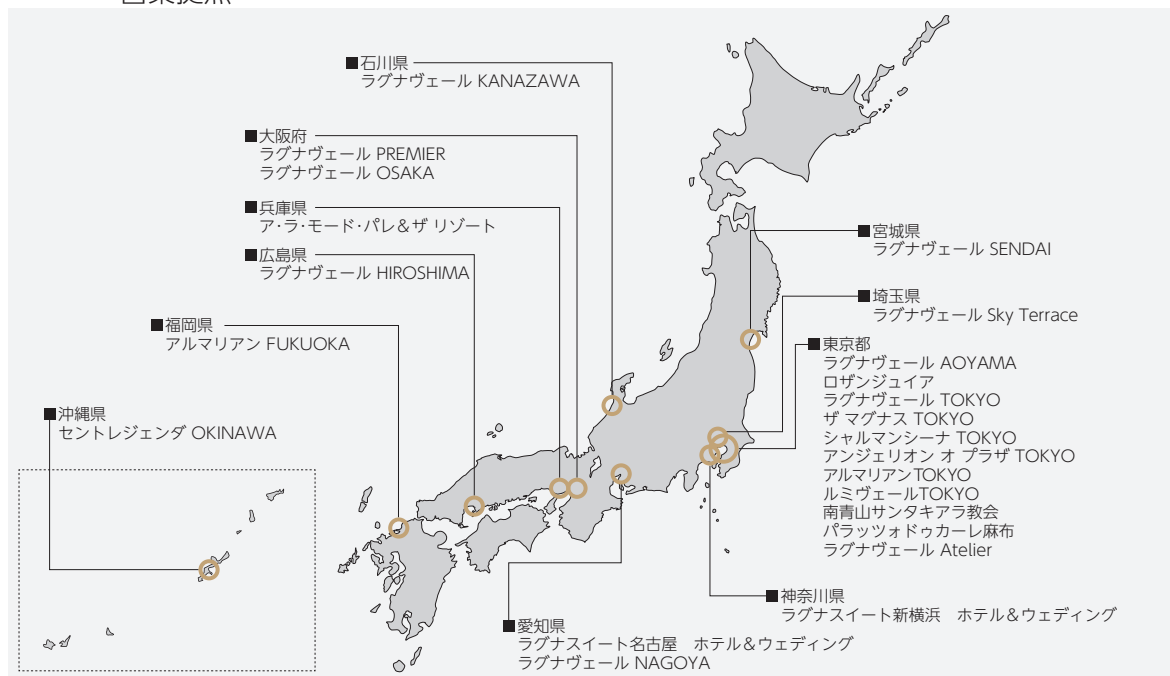 営業拠点
■石川県
ラグナヴェール KANAZAWA
■大阪府
ラグナヴェール PREMIER
ラグナヴェール OSAKA
■兵庫県
ア・ラ・モード・パレ＆ザ リゾート
■広島県
ラグナヴェール HIROSHIMA
■福岡県
アルマリアン FUKUOKA
■沖縄県
セントレジェンダ OKINAWA
■宮城県
ラグナヴェール SENDAI
■埼玉県
ラグナヴェール Sky Terrace
■東京都
ラグナヴェール AOYAMA
ロザンジュイア
ラグナヴェール TOKYO
ザ マグナス TOKYO
シャルマンシーナ TOKYO
アンジェリオン オ プラザ TOKYO
アルマリアンTOKYO
ルミヴェールTOKYO
南青山サンタキアラ教会
パラッツォドゥカーレ麻布
ラグナヴェール Atelier
■神奈川県
ラグナスイート新横浜　ホテル＆ウェディング
■愛知県
ラグナスイート名古屋　ホテル＆ウェディング
ラグナヴェール NAGOYA